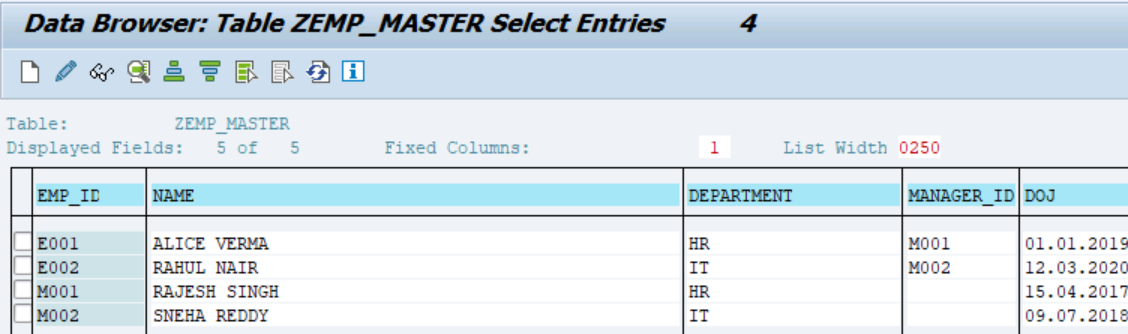 Data Browser: Table ZEMP_MASTER Select Entries 4
Table: ZEMP_MASTER
Displayed Fields: 5 of 5 Fixed Columns: 1 List Width 0250
EMP_ID NAME DEPARTMENT MANAGER_ID DOJ
E001 ALICE VERMA HR M001 01.01.2019
E002 RAHUL NAIR IT M002 12.03.2020
M001 RAJESH SINGH HR 15.04.2017
M002 SNEHA REDDY IT 09.07.2018